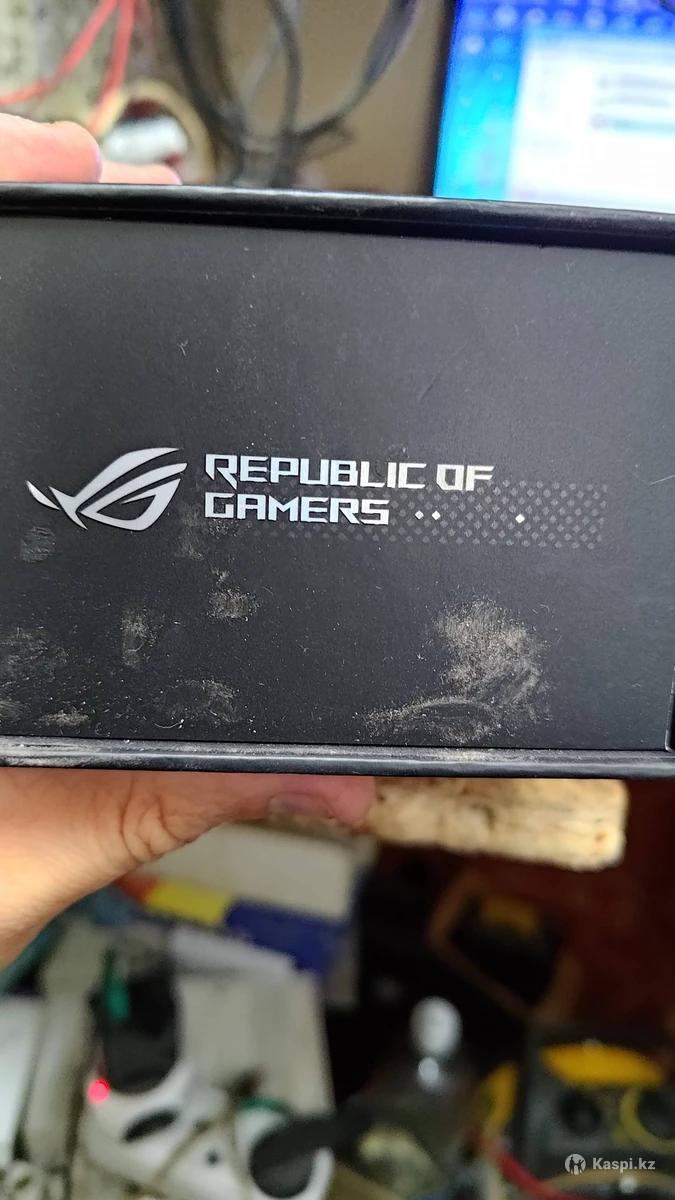 REPUBLIC OF
GAMERS
Kaspi.kz